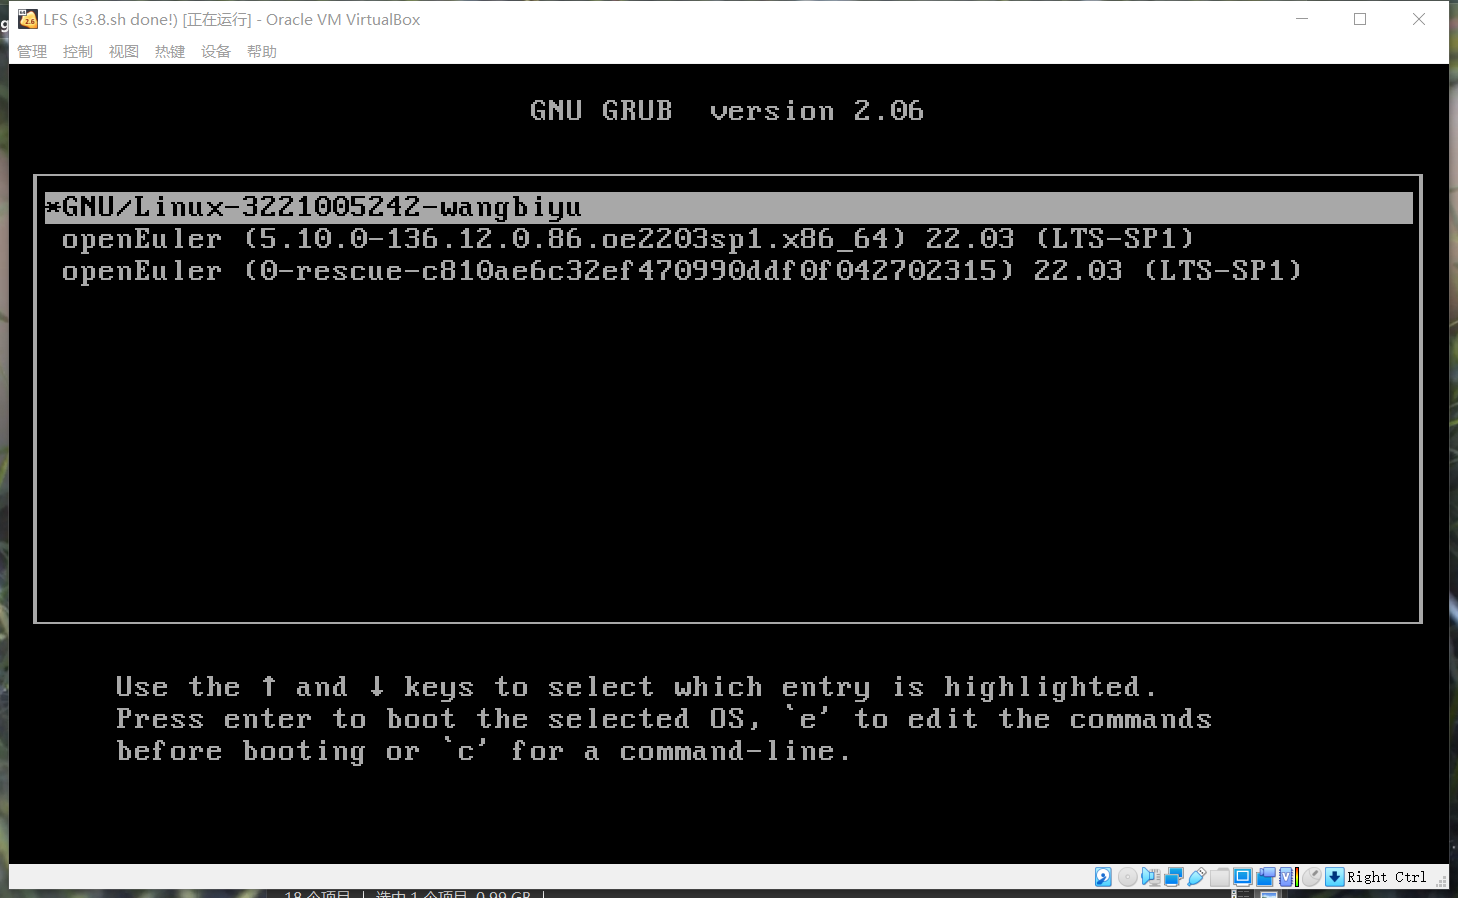 LFS (s3.8.sh done!) [正在运行] - Oracle VM VirtualBox
管理 控制 视图 热键 设备 帮助
GNU GRUB version 2.06
*GNU/Linux-3221005242-wangbiyu
openEuler (5.10.0-136.12.0.86.oe2203sp1.x86_64) 22.03 (LTS-SP1)
openEuler (0-rescue-c810ae6c32ef470990ddf0f042702315) 22.03 (LTS-SP1)
Use the ↑ and ↓ keys to select which entry is highlighted.
Press enter to boot the selected OS, `e' to edit the commands
before booting or `c' for a command-line.
Right Ctrl
18 个项目 | 选中 1 个项目 0.99 GB |